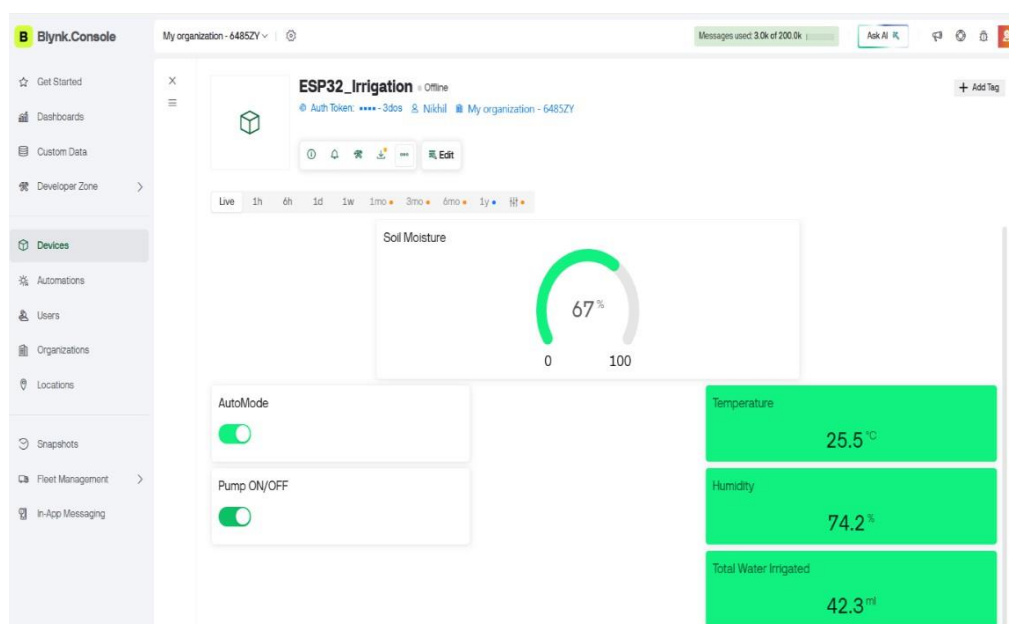 B Blynk.Console
My organization - 6485ZY
Messages used: 3.0k of 200.0k
Ask AI
Get Started
Dashboards
Custom Data
Developer Zone
Devices
Automations
Users
Organizations
Locations
Snapshots
Fleet Management
In-App Messaging
ESP32_Irrigation Offline
Auth Token: •••• - 3dos Nikhil My organization - 6485ZY
Add Tag
Edit
Live 1h 6h 1d 1w 1mo 3mo 6mo 1y
Soil Moisture
67 %
0 100
AutoMode
Pump ON/OFF
Temperature
25.5 °C
Humidity
74.2 %
Total Water Irrigated
42.3 ml